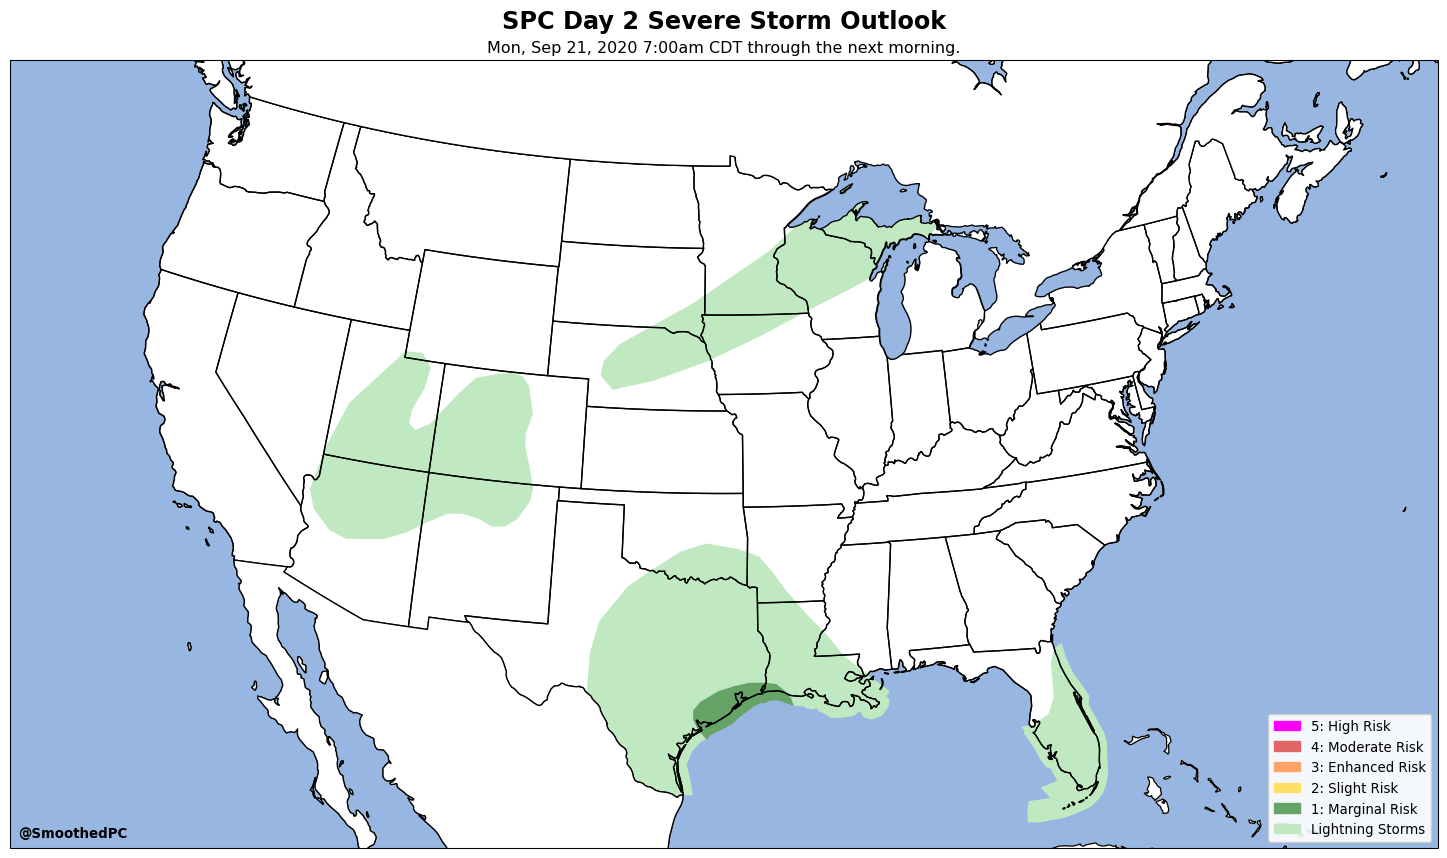 SPC Day 2 Severe Storm Outlook
Mon, Sep 21, 2020 7:00am CDT through the next morning.
5: High Risk
4: Moderate Risk
3: Enhanced Risk
2: Slight Risk
1: Marginal Risk
Lightning Storms
@SmoothedPC